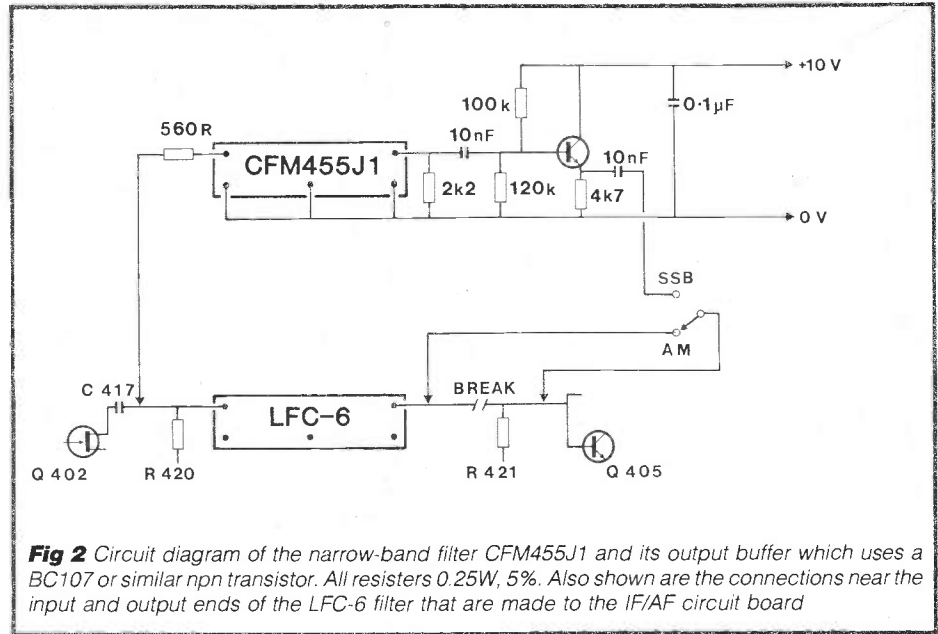 +10 V
100k
0·1µF
560R
10nF
CFM455J1
10nF
2k2
120k
4k7
0 V
SSB
AM
C 417
BREAK
LFC-6
Q 402
R 420
R 421
Q 405
Fig 2 Circuit diagram of the narrow-band filter CFM455J1 and its output buffer which uses a
BC107 or similar npn transistor. All resisters 0.25W, 5%. Also shown are the connections near the
input and output ends of the LFC-6 filter that are made to the IF/AF circuit board